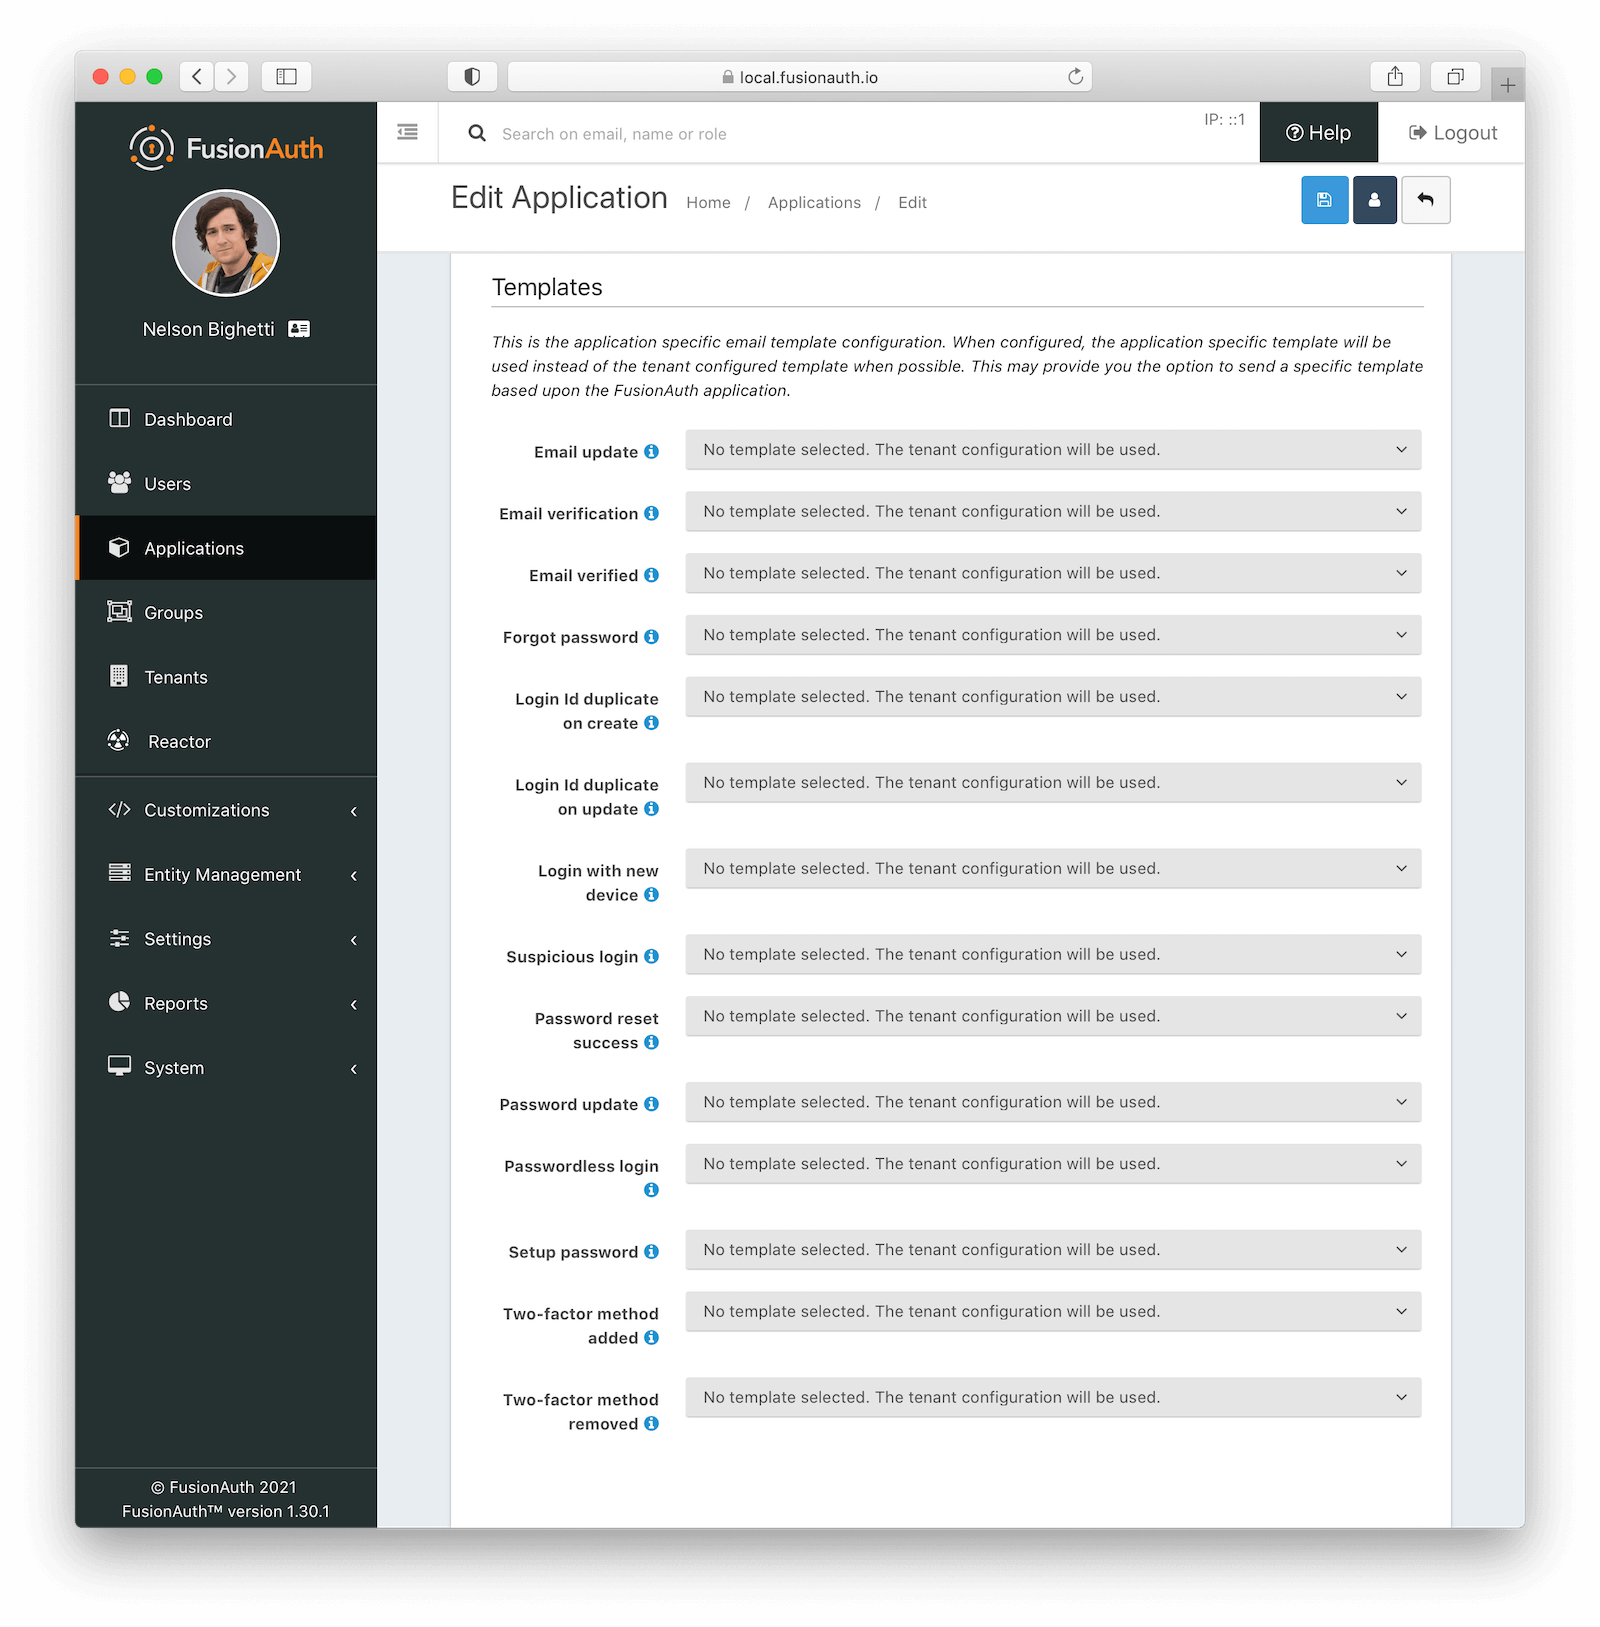 local.fusionauth.io
FusionAuth
Search on email, name or role
IP: ::1
Help
Logout
Edit Application
Home / Applications / Edit
Nelson Bighetti
Dashboard
Users
Applications
Groups
Tenants
Reactor
Customizations
Entity Management
Settings
Reports
System
© FusionAuth 2021
FusionAuth™ version 1.30.1
Templates
This is the application specific email template configuration. When configured, the application specific template will be
used instead of the tenant configured template when possible. This may provide you the option to send a specific template
based upon the FusionAuth application.
Email update
No template selected. The tenant configuration will be used.
Email verification
No template selected. The tenant configuration will be used.
Email verified
No template selected. The tenant configuration will be used.
Forgot password
No template selected. The tenant configuration will be used.
Login Id duplicate
on create
No template selected. The tenant configuration will be used.
Login Id duplicate
on update
No template selected. The tenant configuration will be used.
Login with new
device
No template selected. The tenant configuration will be used.
Suspicious login
No template selected. The tenant configuration will be used.
Password reset
success
No template selected. The tenant configuration will be used.
Password update
No template selected. The tenant configuration will be used.
Passwordless login
No template selected. The tenant configuration will be used.
Setup password
No template selected. The tenant configuration will be used.
Two-factor method
added
No template selected. The tenant configuration will be used.
Two-factor method
removed
No template selected. The tenant configuration will be used.